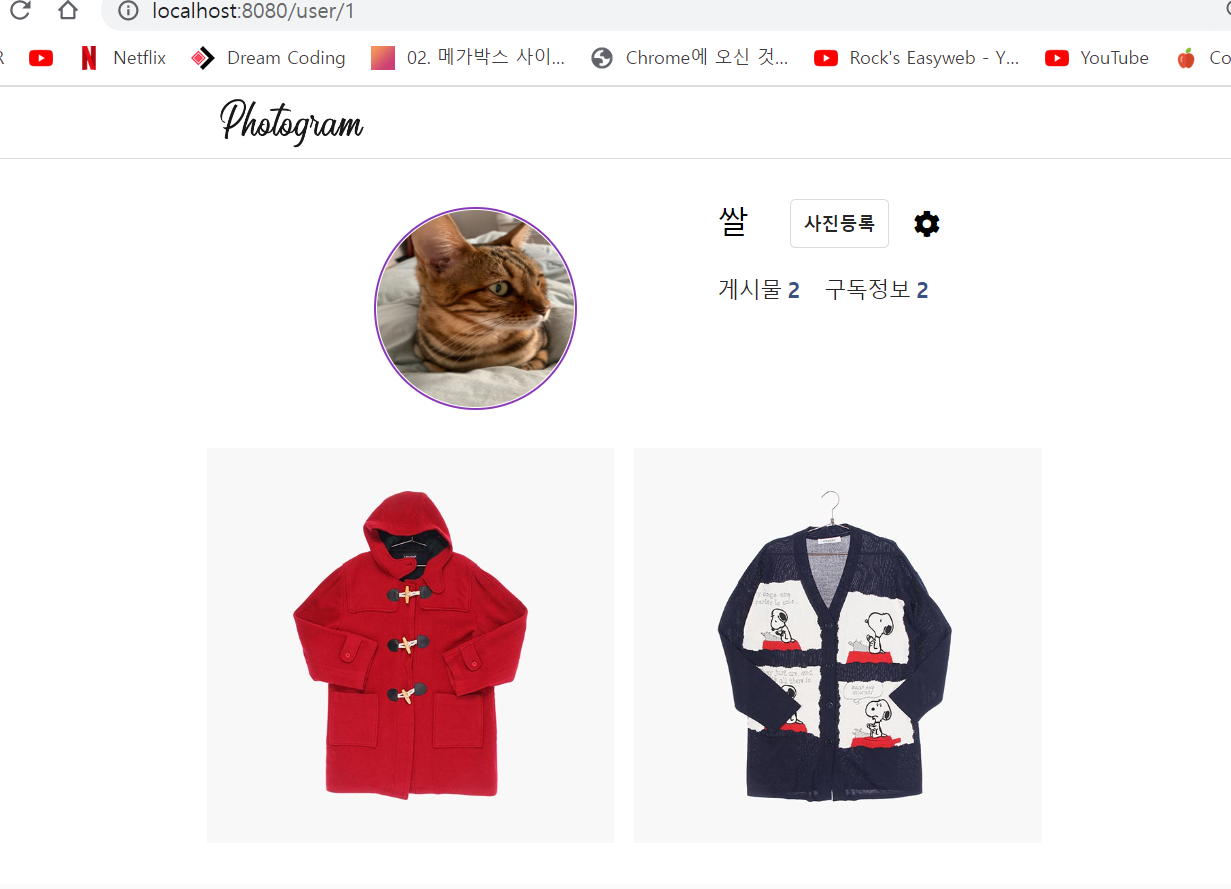 localhost:8080/user/1
R Netflix Dream Coding 02. 메가박스 사이... Chrome에 오신 것... Rock's Easyweb - Y... YouTube Co
Photogram
쌀 사진등록
게시물 2 구독정보 2